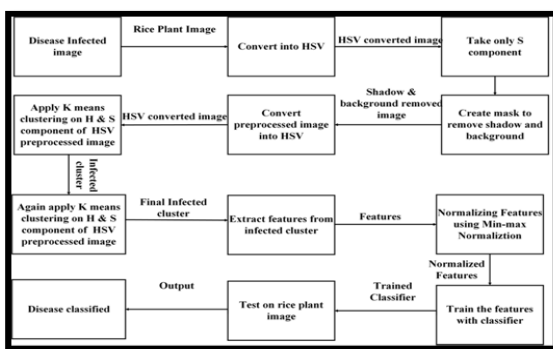 Rice Plant Image
HSV converted image
Disease Infected
image
Convert into HSV
Take only S
component
Shadow &
background removed
image
HSV converted image
Apply K means
clustering on H & S
component of HSV
preprocessed image
Convert
preprocessed image
into HSV
Create mask to
remove shadow and
background
Infected
cluster
Final Infected
cluster
Features
Again apply K means
clustering on H & S
component of HSV
preprocessed image
Extract features from
infected cluster
Normalizing Features
using Min-max
Normaliztion
Normalized
Features
Output
Trained
Classifier
Disease classified
Test on rice plant
image
Train the features
with classifier